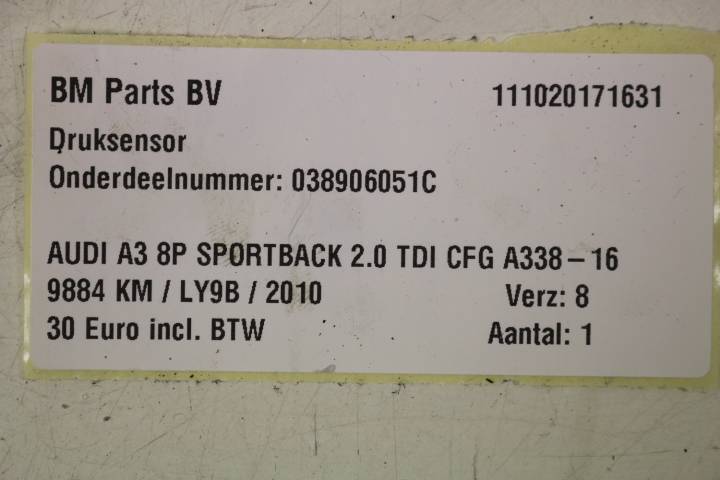 BM Parts BV 111020171631
Druksensor
Onderdeelnummer: 038906051C
AUDI A3 8P SPORTBACK 2.0 TDI CFG A338 – 16
9884 KM / LY9B / 2010 Verz: 8
30 Euro incl. BTW Aantal: 1